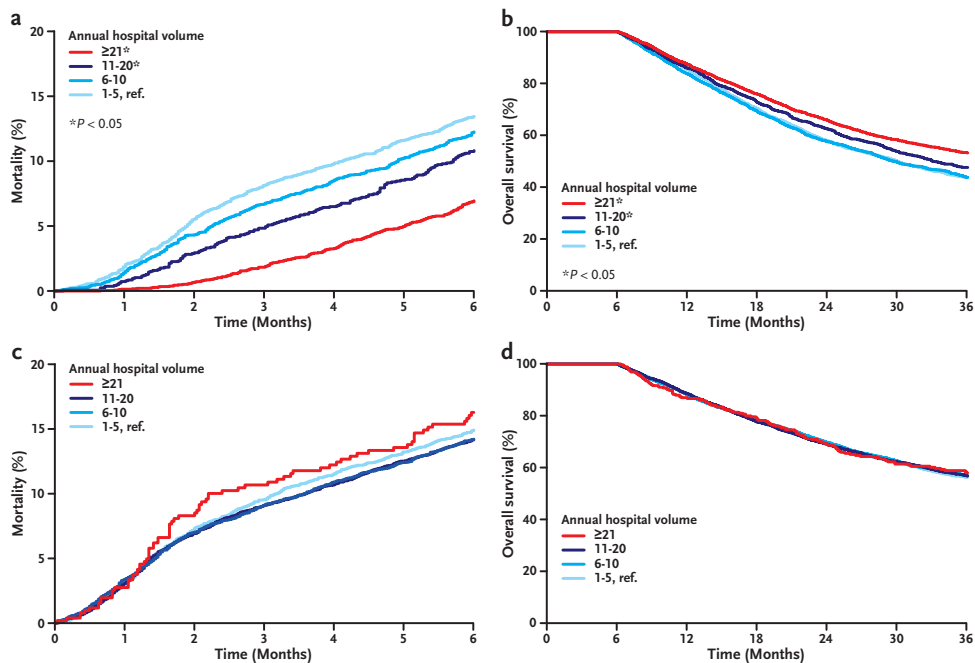 a
20
15
10
5
0
Mortality (%)
Annual hospital volume
≥21*
11-20*
6-10
1-5, ref.
*P < 0.05
0 1 2 3 4 5 6
Time (Months)
b
100
80
60
40
20
0
Overall survival (%)
Annual hospital volume
≥21*
11-20*
6-10
1-5, ref.
*P < 0.05
0 6 12 18 24 30 36
Time (Months)
c
20
15
10
5
0
Mortality (%)
Annual hospital volume
≥21
11-20
6-10
1-5, ref.
0 1 2 3 4 5 6
Time (Months)
d
100
80
60
40
20
0
Overall survival (%)
Annual hospital volume
≥21
11-20
6-10
1-5, ref.
0 6 12 18 24 30 36
Time (Months)